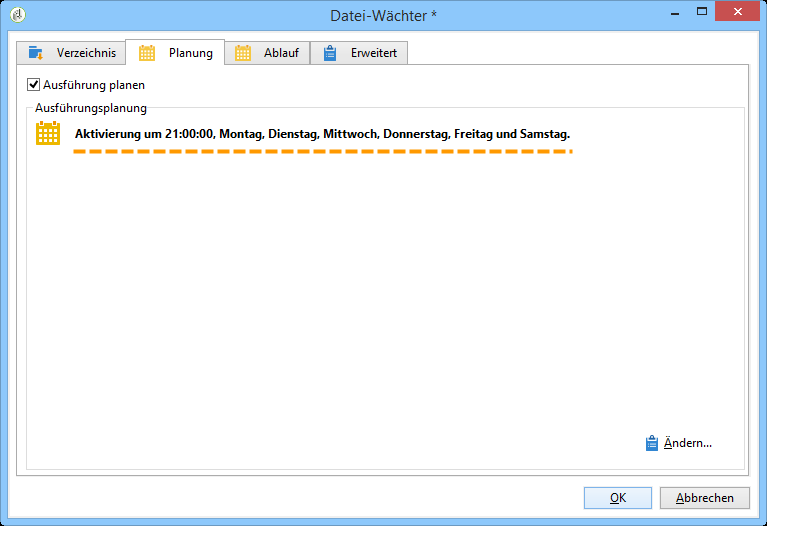 Datei-Wächter *
Verzeichnis Planung Ablauf Erweitert
Ausführung planen
Ausführungsplanung
Aktivierung um 21:00:00, Montag, Dienstag, Mittwoch, Donnerstag, Freitag und Samstag.
Ändern...
OK Abbrechen